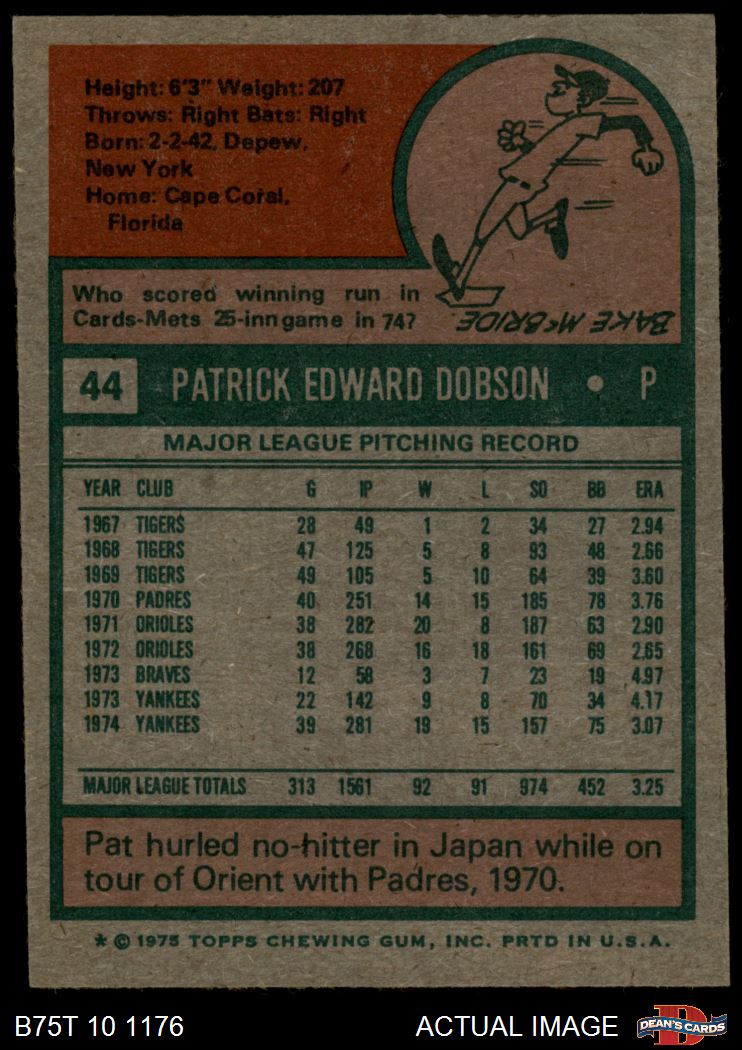 Height: 6'3" Weight: 207
Throws: Right Bats: Right
Born: 2-2-42, Depew,
New York
Home: Cape Coral,
Florida
Who scored winning run in
Cards-Mets 25-inn game in 74?
BAKE McBRIDE
44 PATRICK EDWARD DOBSON • P
MAJOR LEAGUE PITCHING RECORD
YEAR CLUB G IP W L SO BB ERA
1967 TIGERS 28 49 1 2 34 27 2.94
1968 TIGERS 47 125 5 8 93 48 2.66
1969 TIGERS 49 105 5 10 64 39 3.60
1970 PADRES 40 251 14 15 185 78 3.76
1971 ORIOLES 38 282 20 8 187 63 2.90
1972 ORIOLES 38 268 16 18 161 69 2.65
1973 BRAVES 12 58 3 7 23 19 4.97
1973 YANKEES 22 142 9 8 70 34 4.17
1974 YANKEES 39 281 19 15 157 75 3.07
MAJOR LEAGUE TOTALS 313 1561 92 91 974 452 3.25
Pat hurled no-hitter in Japan while on
tour of Orient with Padres, 1970.
* © 1975 TOPPS CHEWING GUM, INC. PRTD IN U.S.A.
B75T 10 1176 ACTUAL IMAGE D DEAN'S CARDS